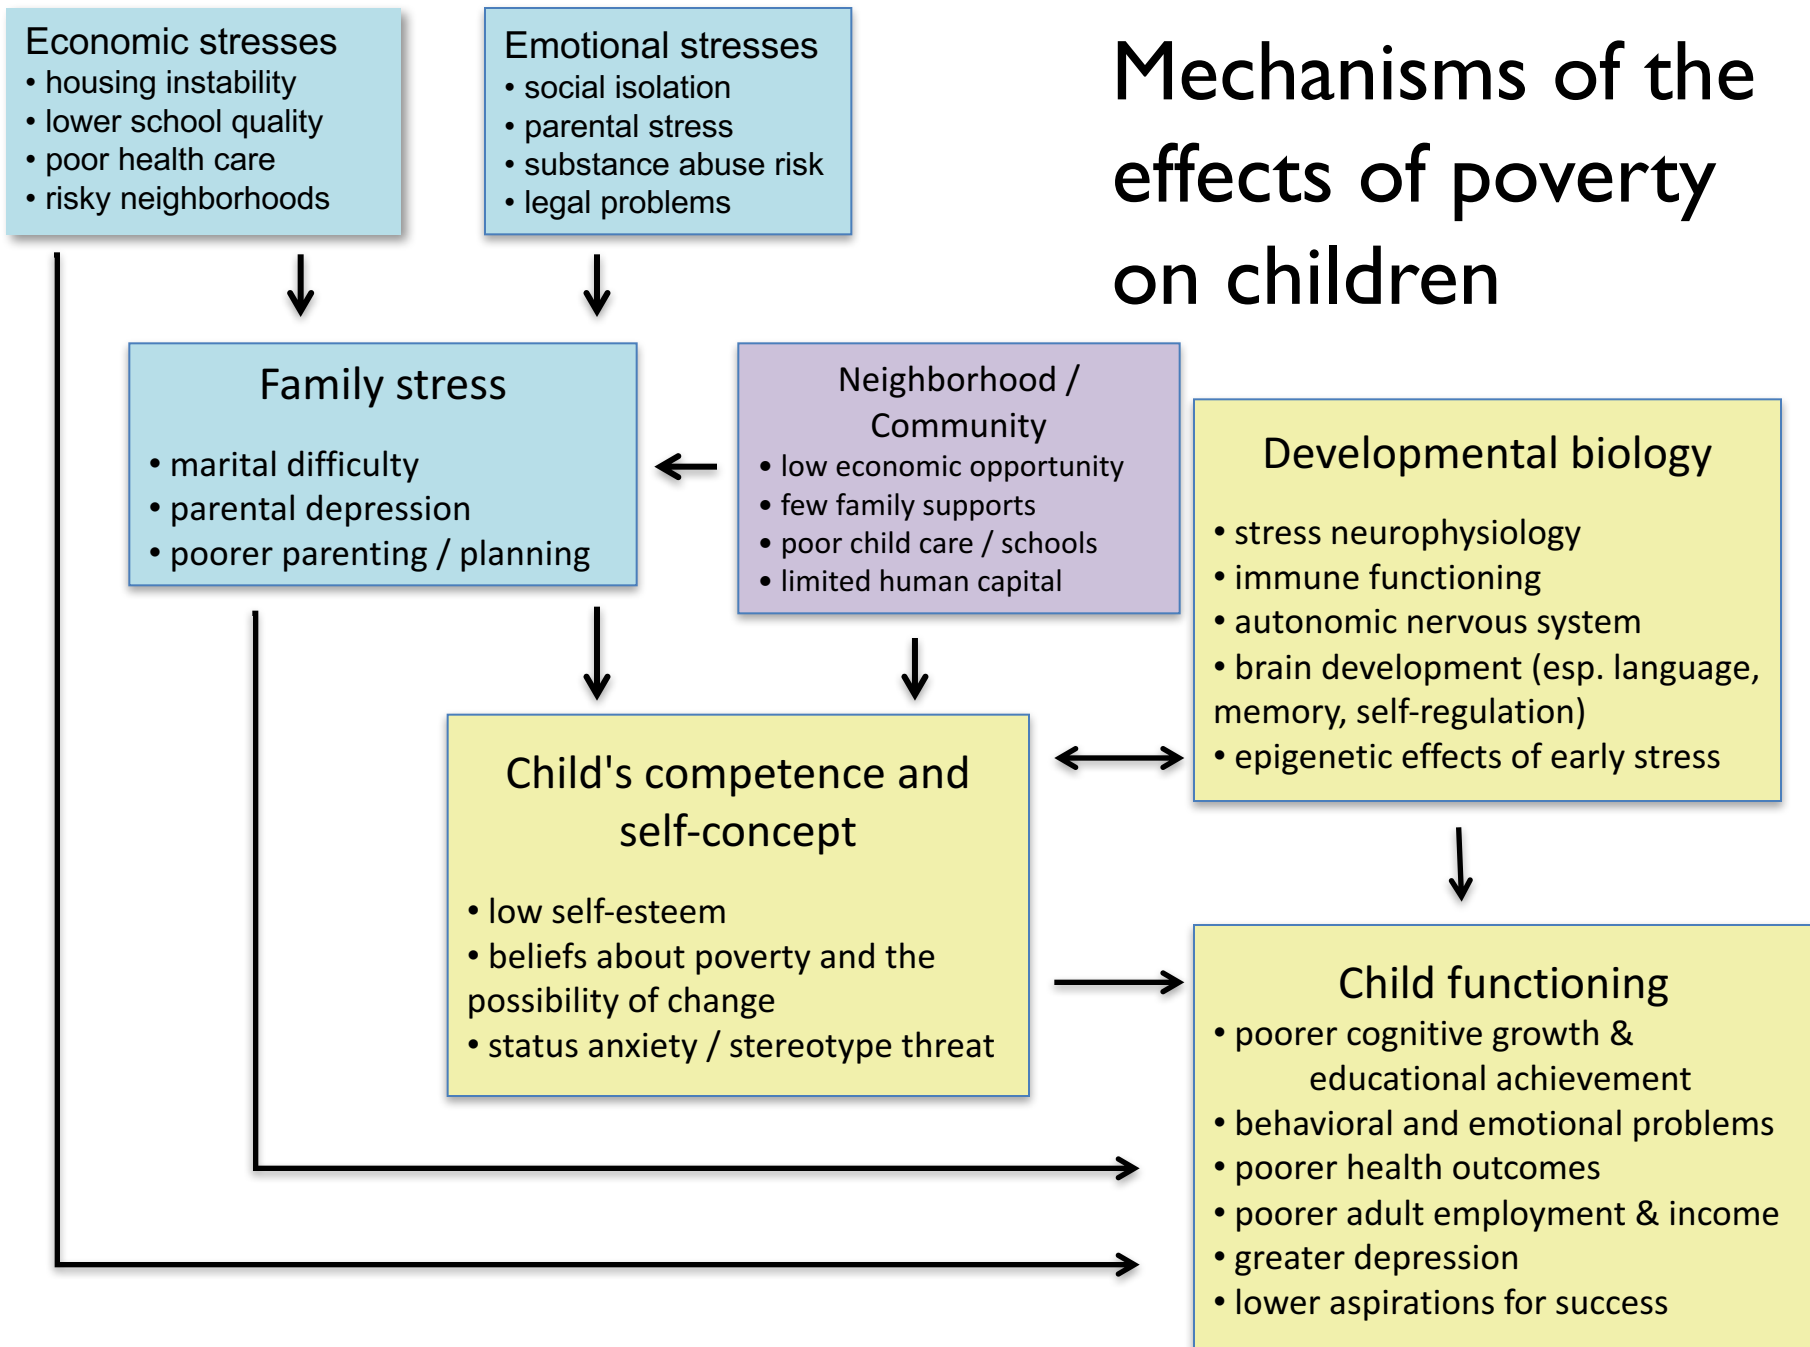 Economic stresses
• housing instability
• lower school quality
• poor health care
• risky neighborhoods
Emotional stresses
• social isolation
• parental stress
• substance abuse risk
• legal problems
Mechanisms of the
effects of poverty
on children
Family stress
• marital difficulty
• parental depression
• poorer parenting / planning
Neighborhood /
Community
• low economic opportunity
• few family supports
• poor child care / schools
• limited human capital
Developmental biology
• stress neurophysiology
• immune functioning
• autonomic nervous system
• brain development (esp. language,
memory, self-regulation)
• epigenetic effects of early stress
Child's competence and
self-concept
• low self-esteem
• beliefs about poverty and the
possibility of change
• status anxiety / stereotype threat
Child functioning
• poorer cognitive growth &
educational achievement
• behavioral and emotional problems
• poorer health outcomes
• poorer adult employment & income
• greater depression
• lower aspirations for success